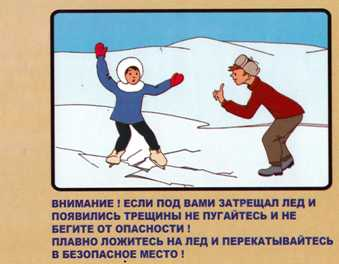 ВНИМАНИЕ ! ЕСЛИ ПОД ВАМИ ЗАТРЕЩАЛ ЛЕД И
ПОЯВИЛИСЬ ТРЕЩИНЫ НЕ ПУГАЙТЕСЬ И НЕ
БЕГИТЕ ОТ ОПАСНОСТИ !
ПЛАВНО ЛОЖИТЕСЬ НА ЛЕД И ПЕРЕКАТЫВАЙТЕСЬ
В БЕЗОПАСНОЕ МЕСТО !